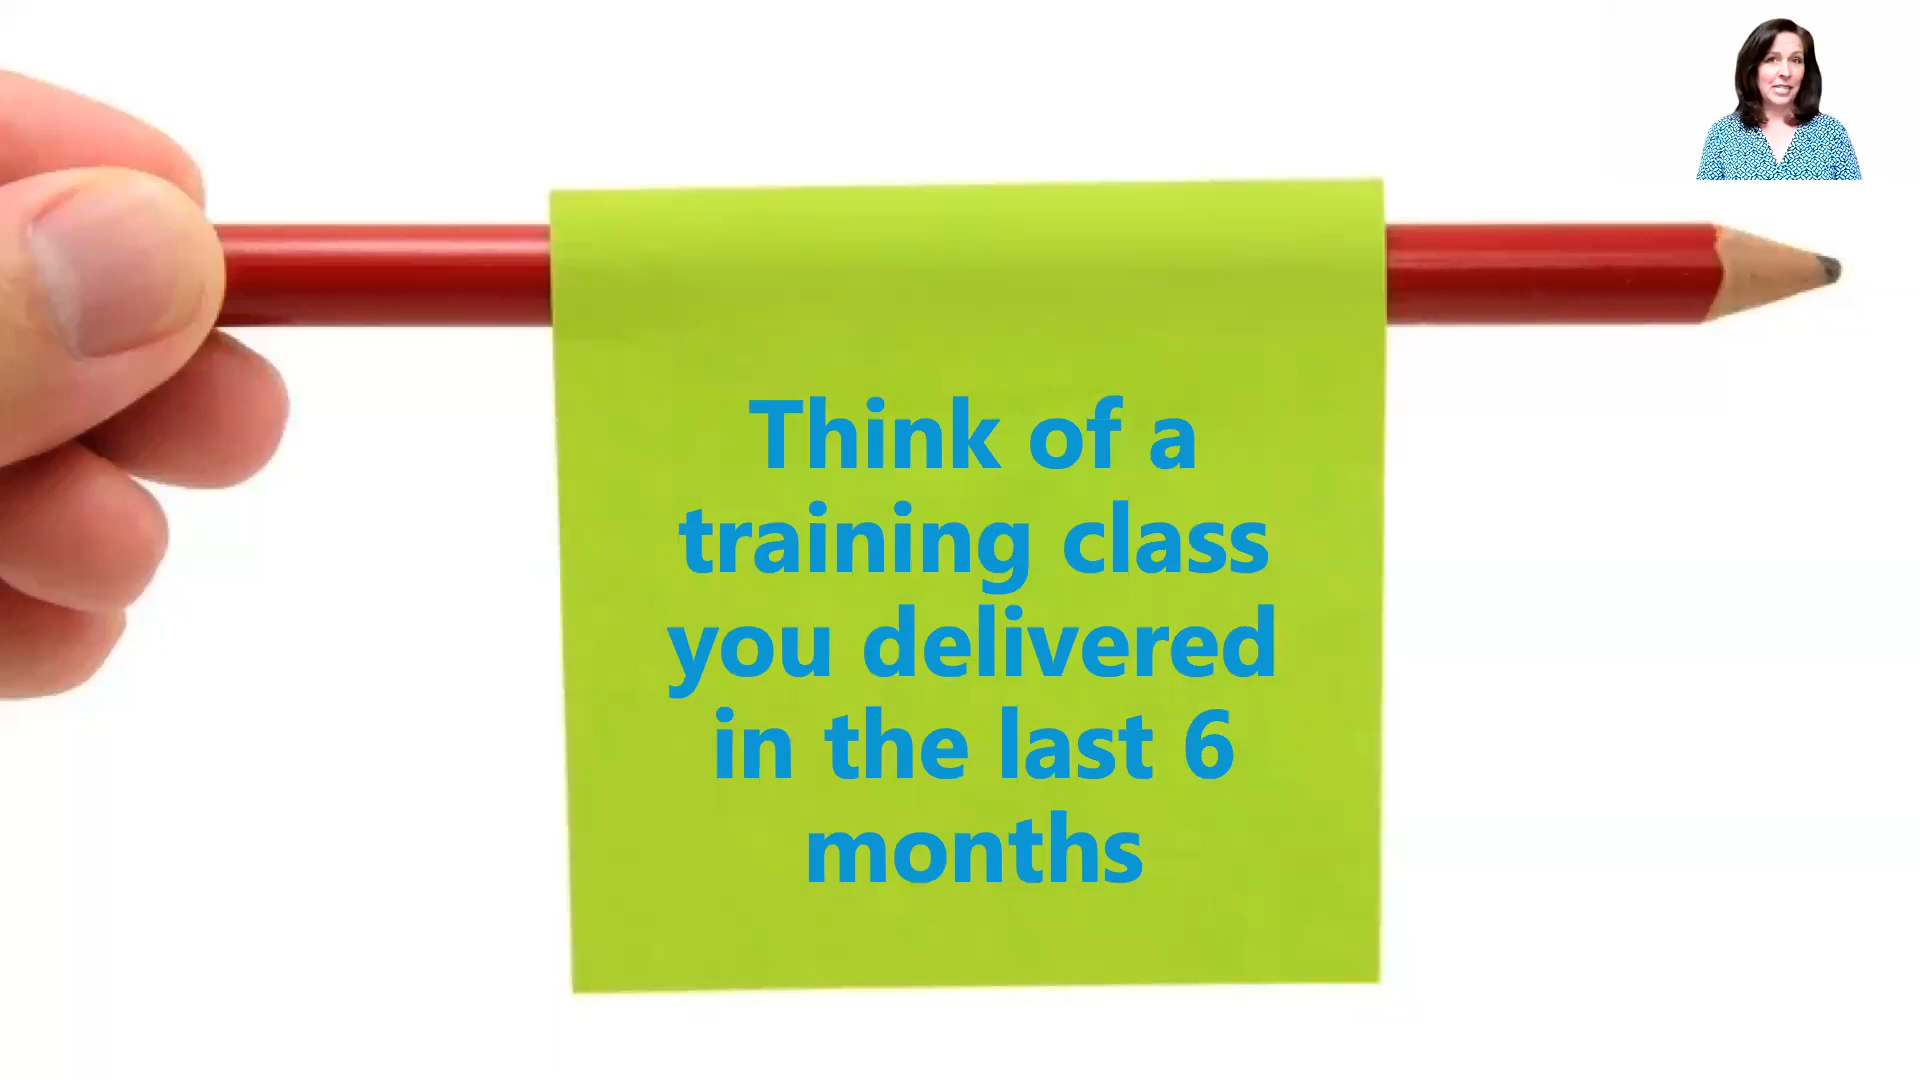 Think of a
training class
you delivered
in the last 6
months